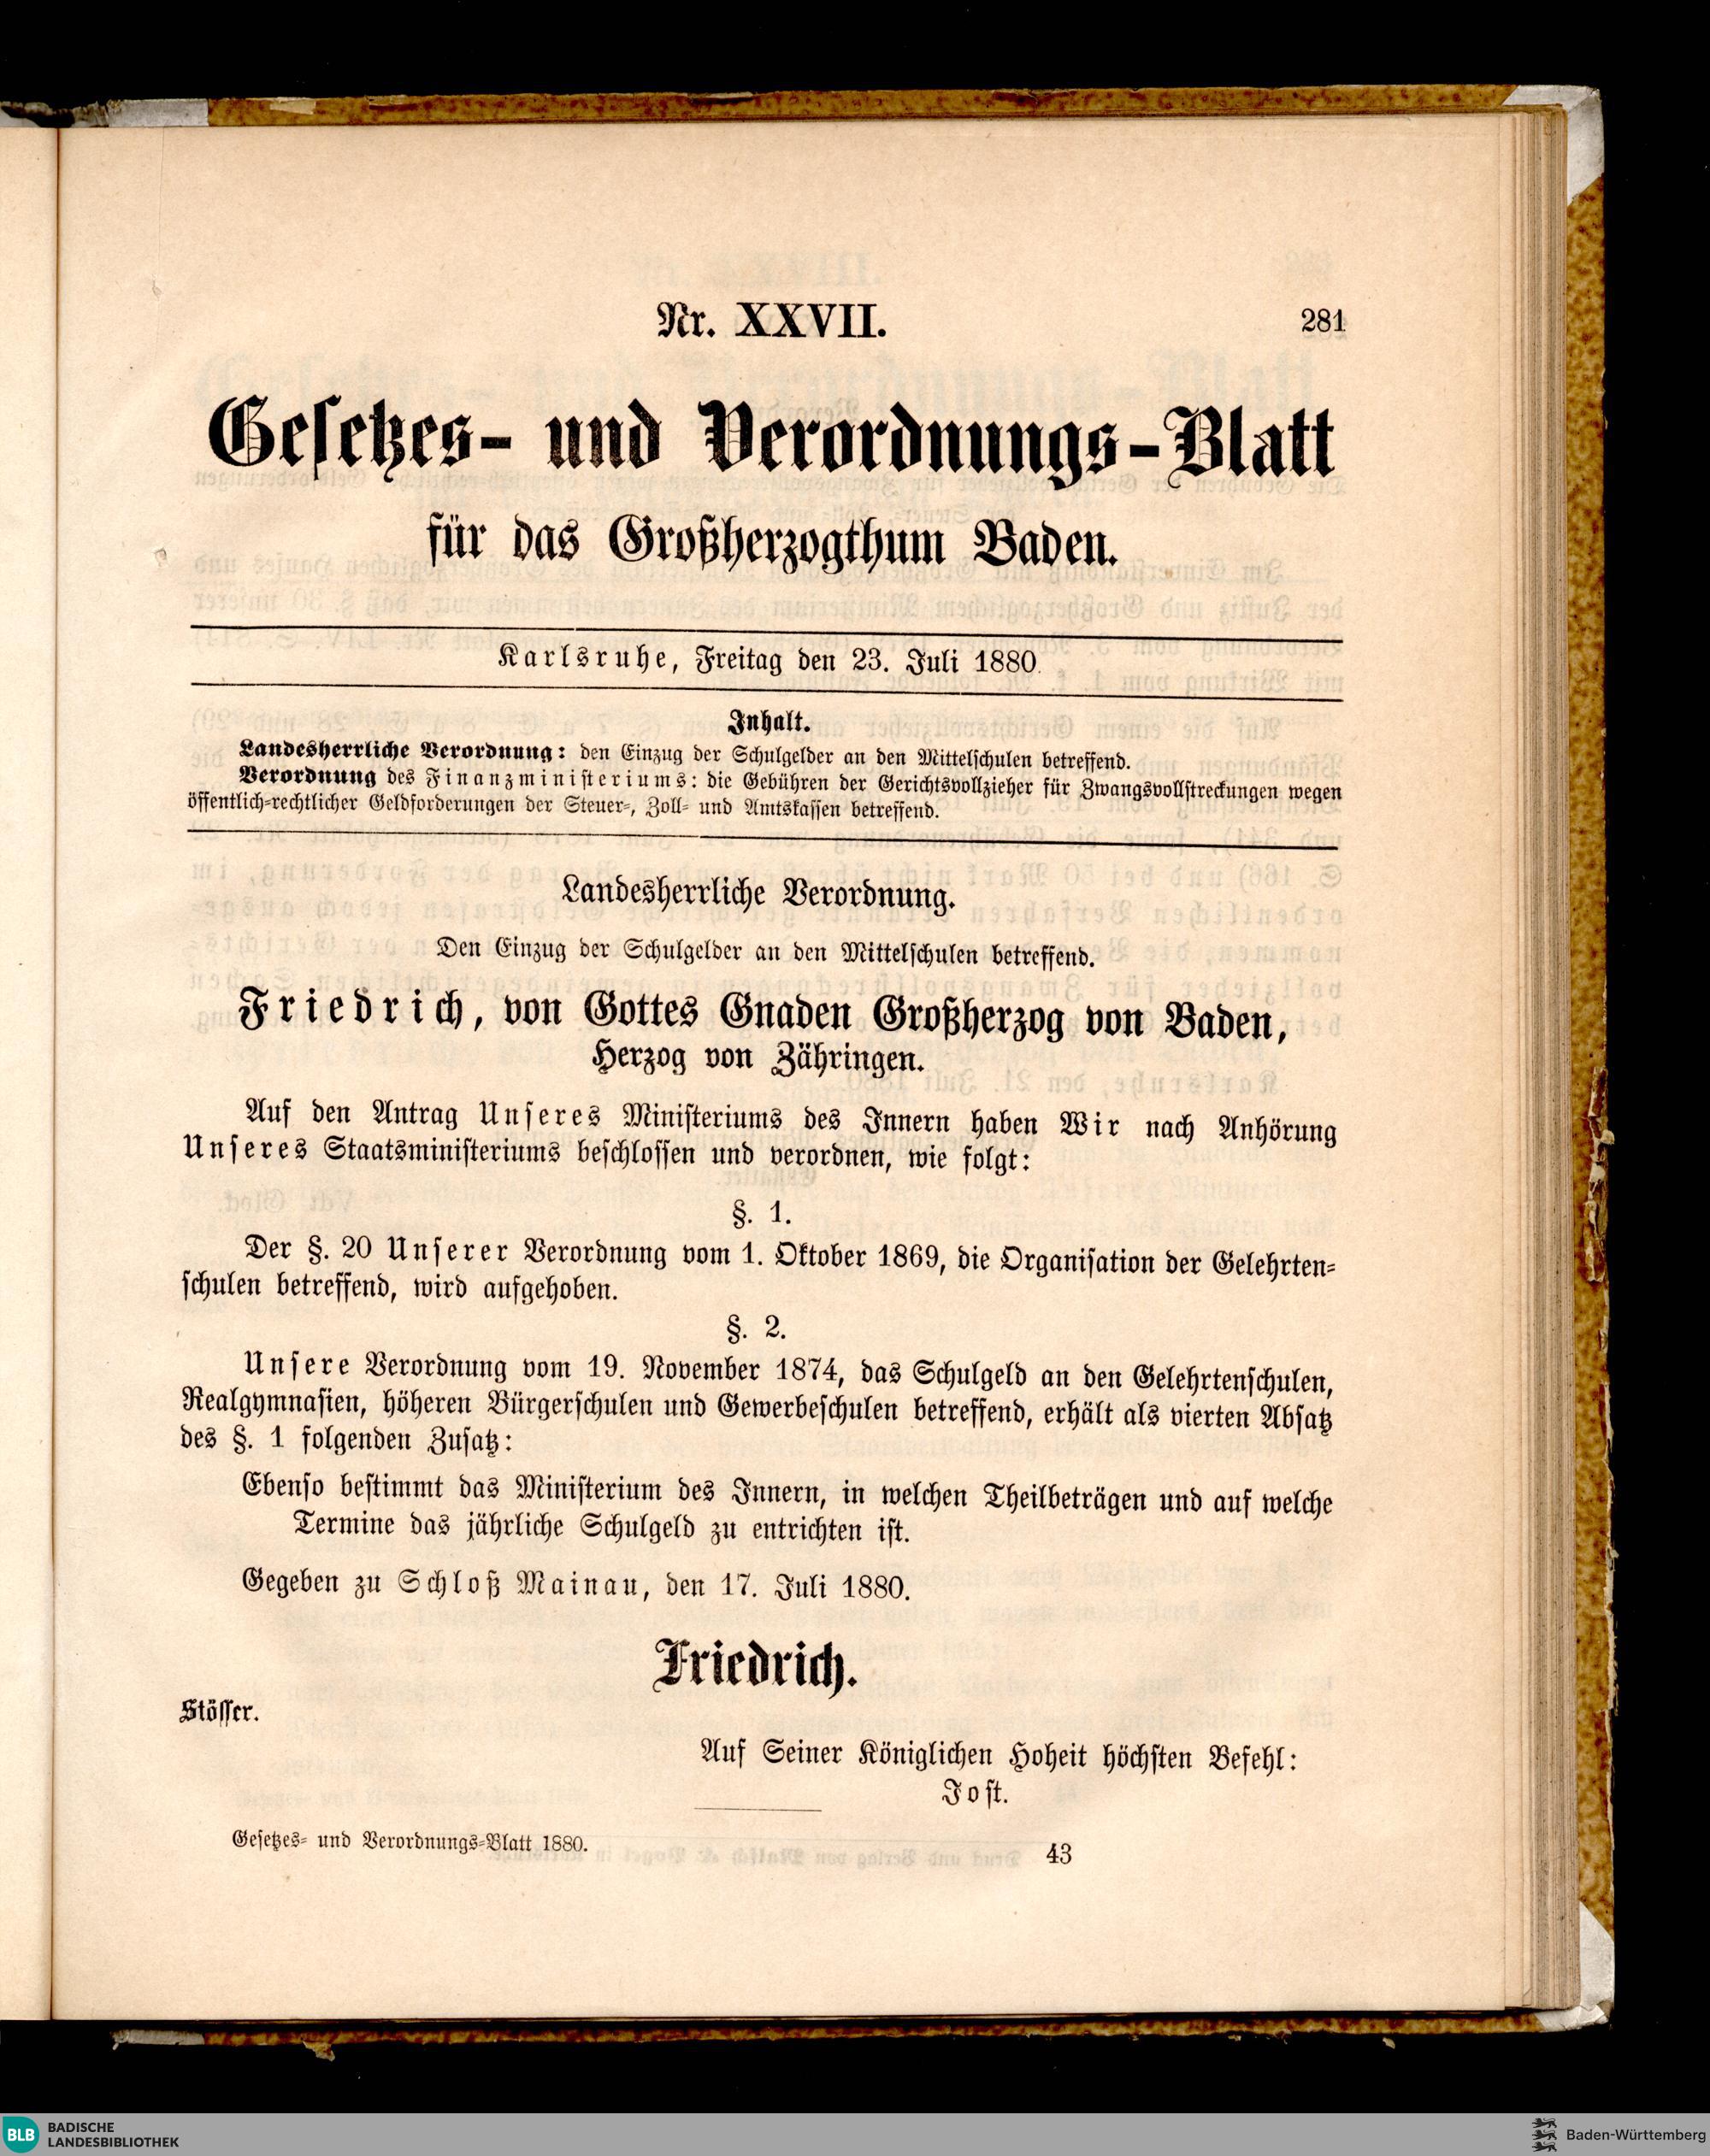 Nr. XXVII.
281
Gesetzes- und Verordnungs-Blatt
für das Großherzogthum Baden.
Karlsruhe, Freitag den 23. Juli 1880.
Inhalt.
Landesherrliche Verordnung: den Einzug der Schulgelder an den Mittelschulen betreffend.
Verordnung des Finanzministeriums: die Gebühren der Gerichtsvollzieher für Zwangsvollstreckungen wegen
öffentlich-rechtlicher Geldforderungen der Steuer-, Zoll- und Amtskassen betreffend.
Landesherrliche Verordnung.
Den Einzug der Schulgelder an den Mittelschulen betreffend.
Friedrich, von Gottes Gnaden Großherzog von Baden,
Herzog von Zähringen.
Auf den Antrag Unseres Ministeriums des Innern haben Wir nach Anhörung
Unseres Staatsministeriums beschlossen und verordnen, wie folgt:
§. 1.
Der §. 20 Unserer Verordnung vom 1. Oktober 1869, die Organisation der Gelehrten-
schulen betreffend, wird aufgehoben.
§. 2.
Unsere Verordnung vom 19. November 1874, das Schulgeld an den Gelehrtenschulen,
Realgymnasien, höheren Bürgerschulen und Gewerbeschulen betreffend, erhält als vierten Absatz
des §. 1 folgenden Zusatz:
Ebenso bestimmt das Ministerium des Innern, in welchen Theilbeträgen und auf welche
Termine das jährliche Schulgeld zu entrichten ist.
Gegeben zu Schloß Mainau, den 17. Juli 1880.
Friedrich.
Stösser.
Auf Seiner Königlichen Hoheit höchsten Befehl:
Jost.
Gesetzes- und Verordnungs-Blatt 1880.
43
BLB BADISCHE
LANDESBIBLIOTHEK
Baden-Württemberg